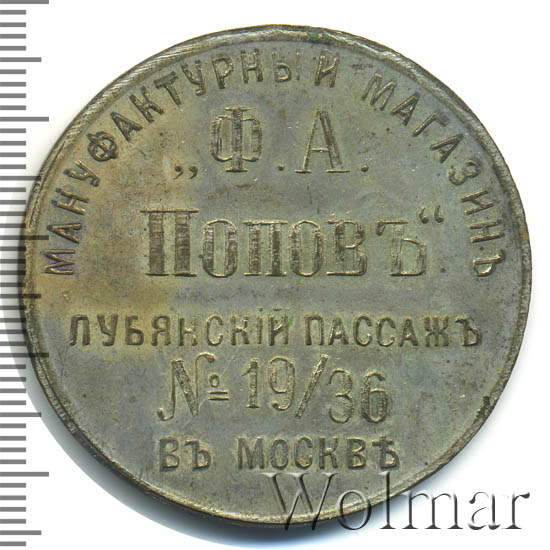 МАНУФАКТУРНЫЙ МАГАЗИНЪ
„Ф.А.
ПОПОВЪ“
ЛУБЯНСКІЙ ПАССАЖЪ
№ 19/36
ВЪ МОСКВѢ
Wolmar